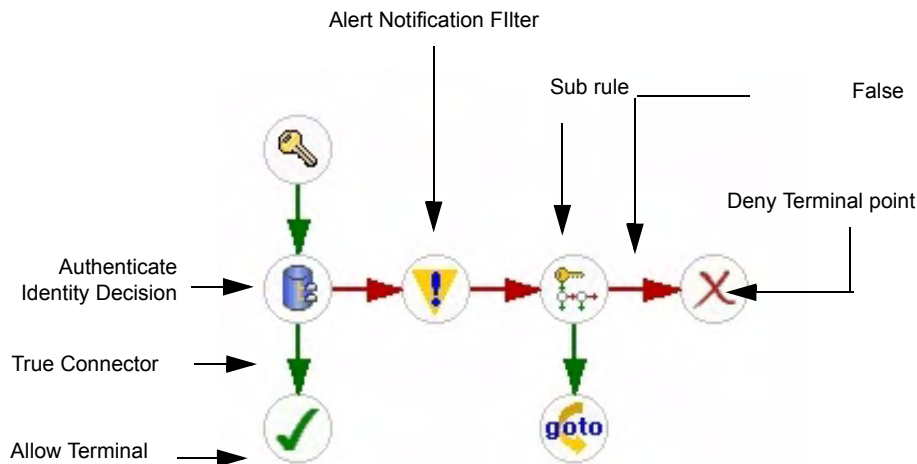 Alert Notification FIlter
Sub rule
False
Deny Terminal point
Authenticate
Identity Decision
True Connector
goto
Allow Terminal